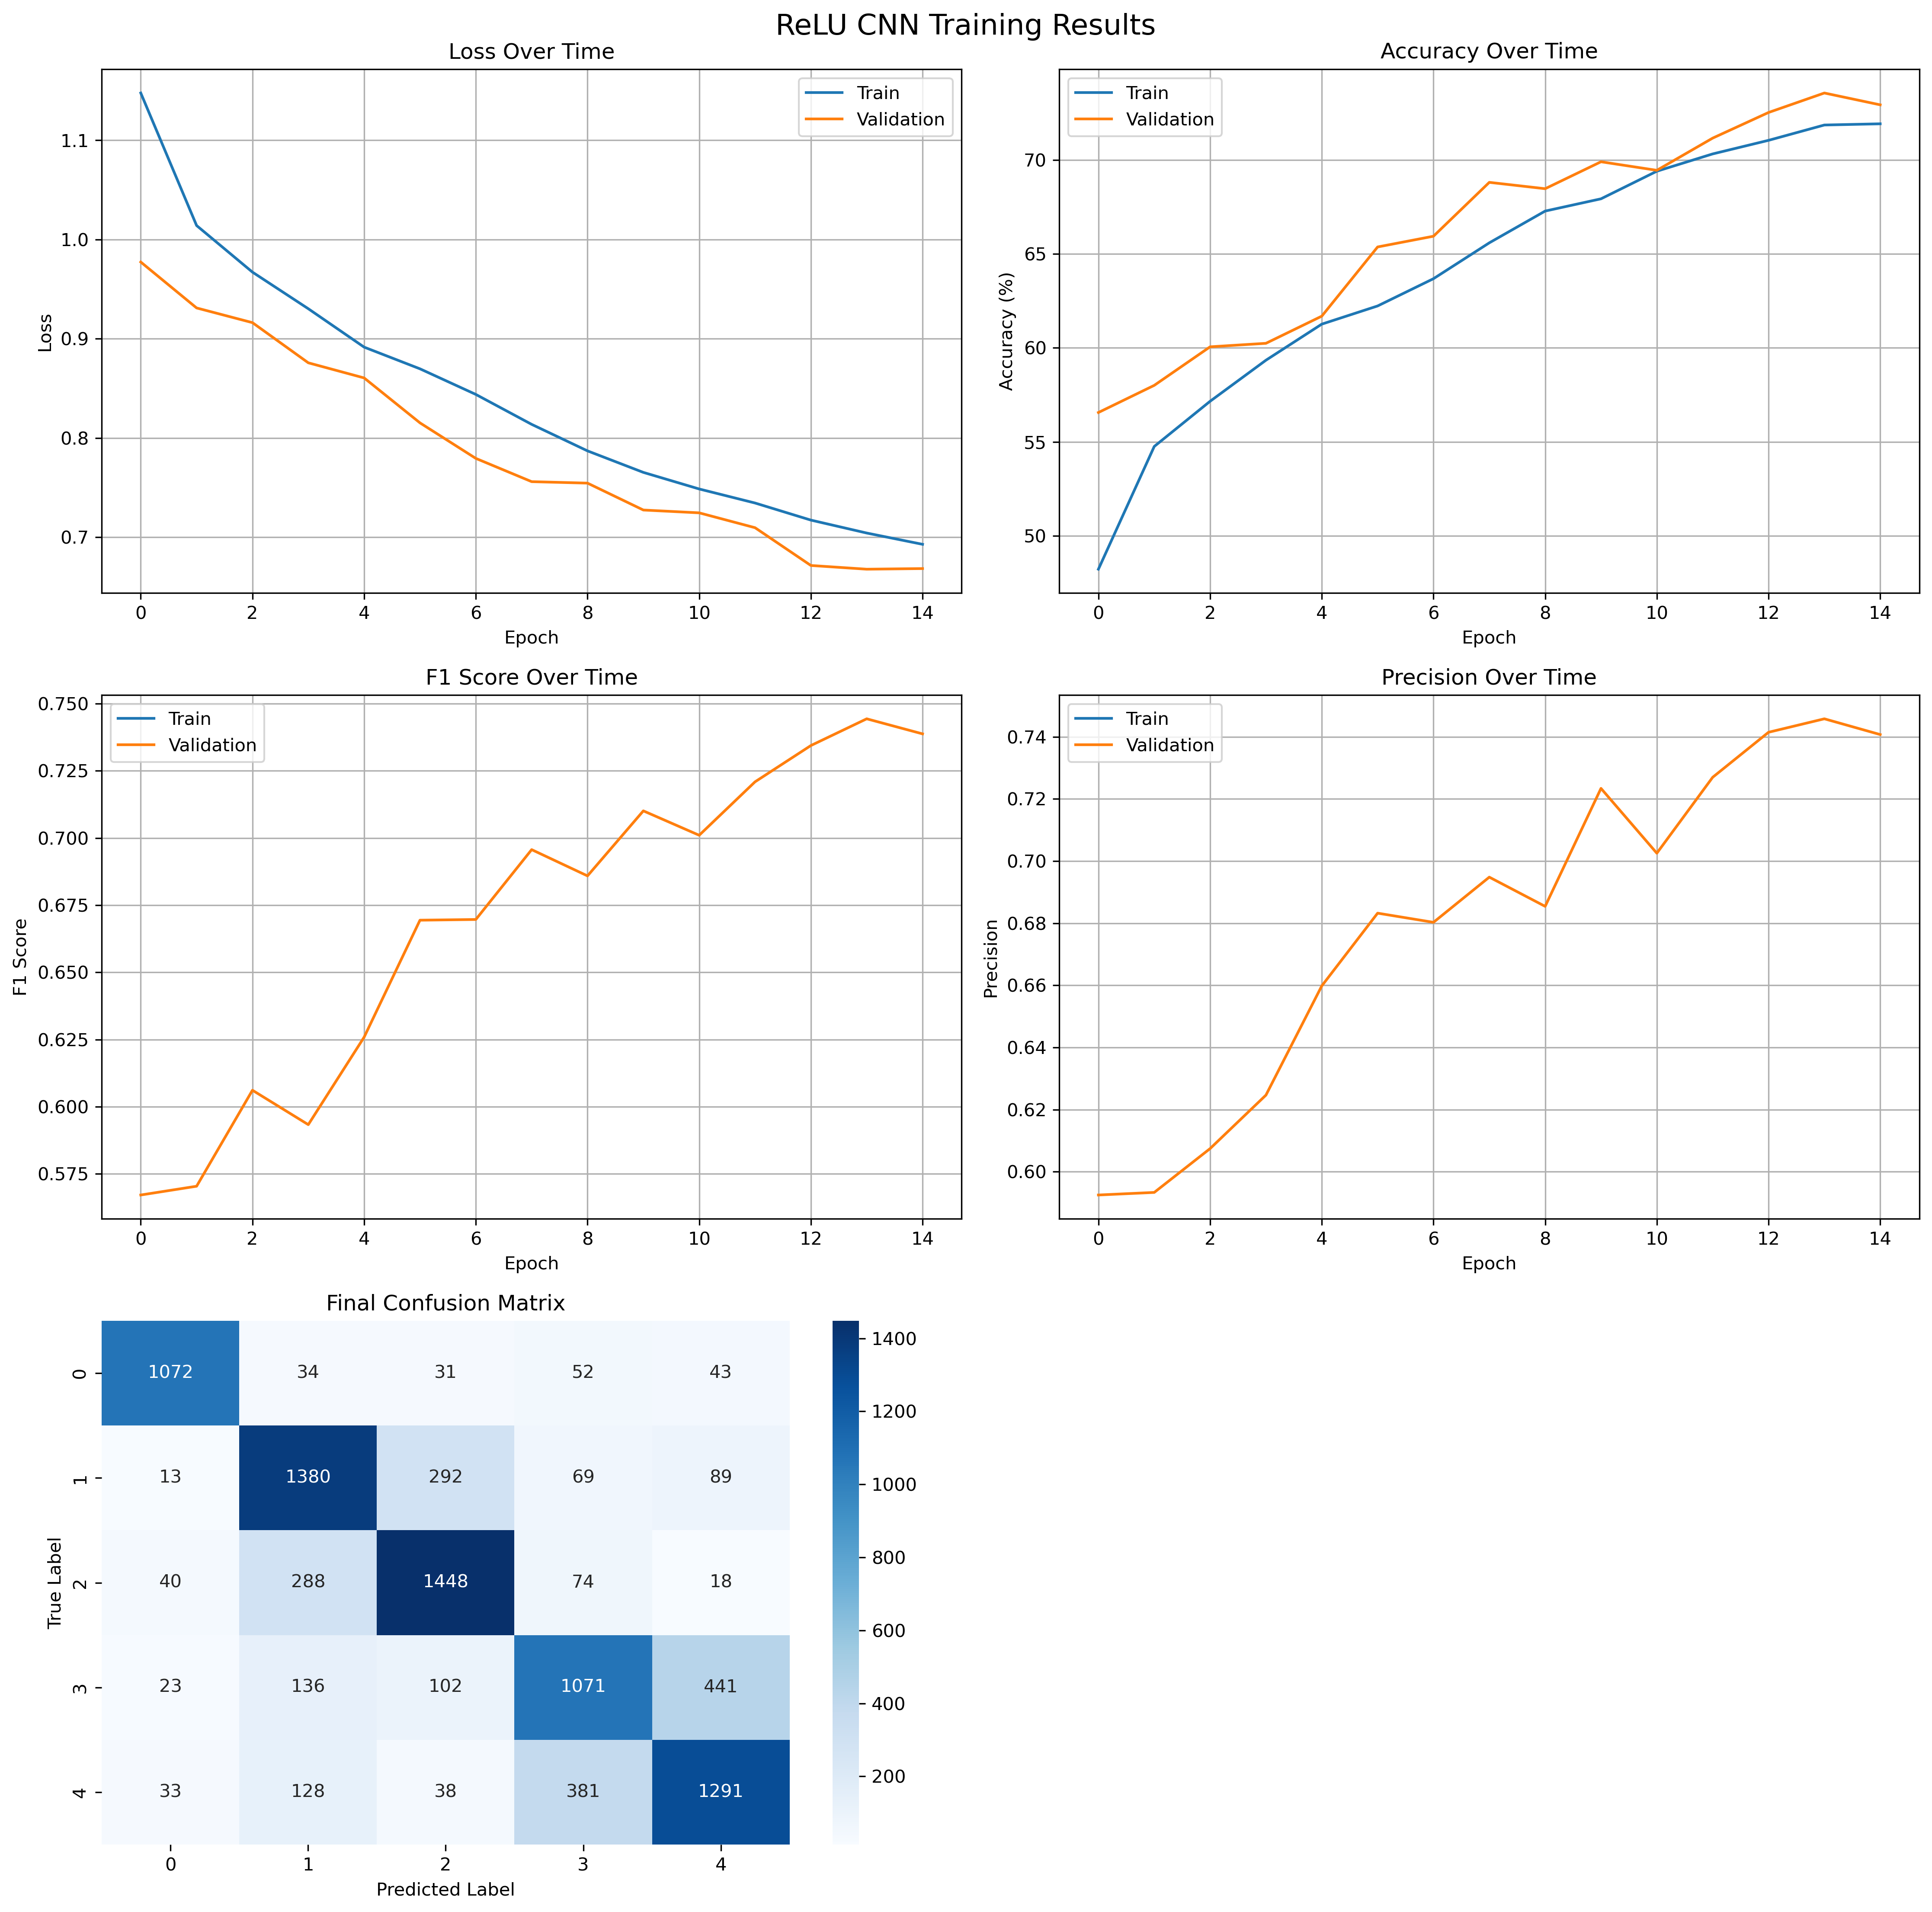 ReLU CNN Training Results
Loss Over Time
Train
Validation
1.1
1.0
0.9
0.8
0.7
Loss
0 2 4 6 8 10 12 14
Epoch
Accuracy Over Time
Train
Validation
70
65
60
55
50
Accuracy (%)
0 2 4 6 8 10 12 14
Epoch
F1 Score Over Time
Train
Validation
0.750
0.725
0.700
0.675
0.650
0.625
0.600
0.575
F1 Score
0 2 4 6 8 10 12 14
Epoch
Precision Over Time
Train
Validation
0.74
0.72
0.70
0.68
0.66
0.64
0.62
0.60
Precision
0 2 4 6 8 10 12 14
Epoch
Final Confusion Matrix
True Label
0 1072 34 31 52 43
1 13 1380 292 69 89
2 40 288 1448 74 18
3 23 136 102 1071 441
4 33 128 38 381 1291
0 1 2 3 4
Predicted Label
1400
1200
1000
800
600
400
200